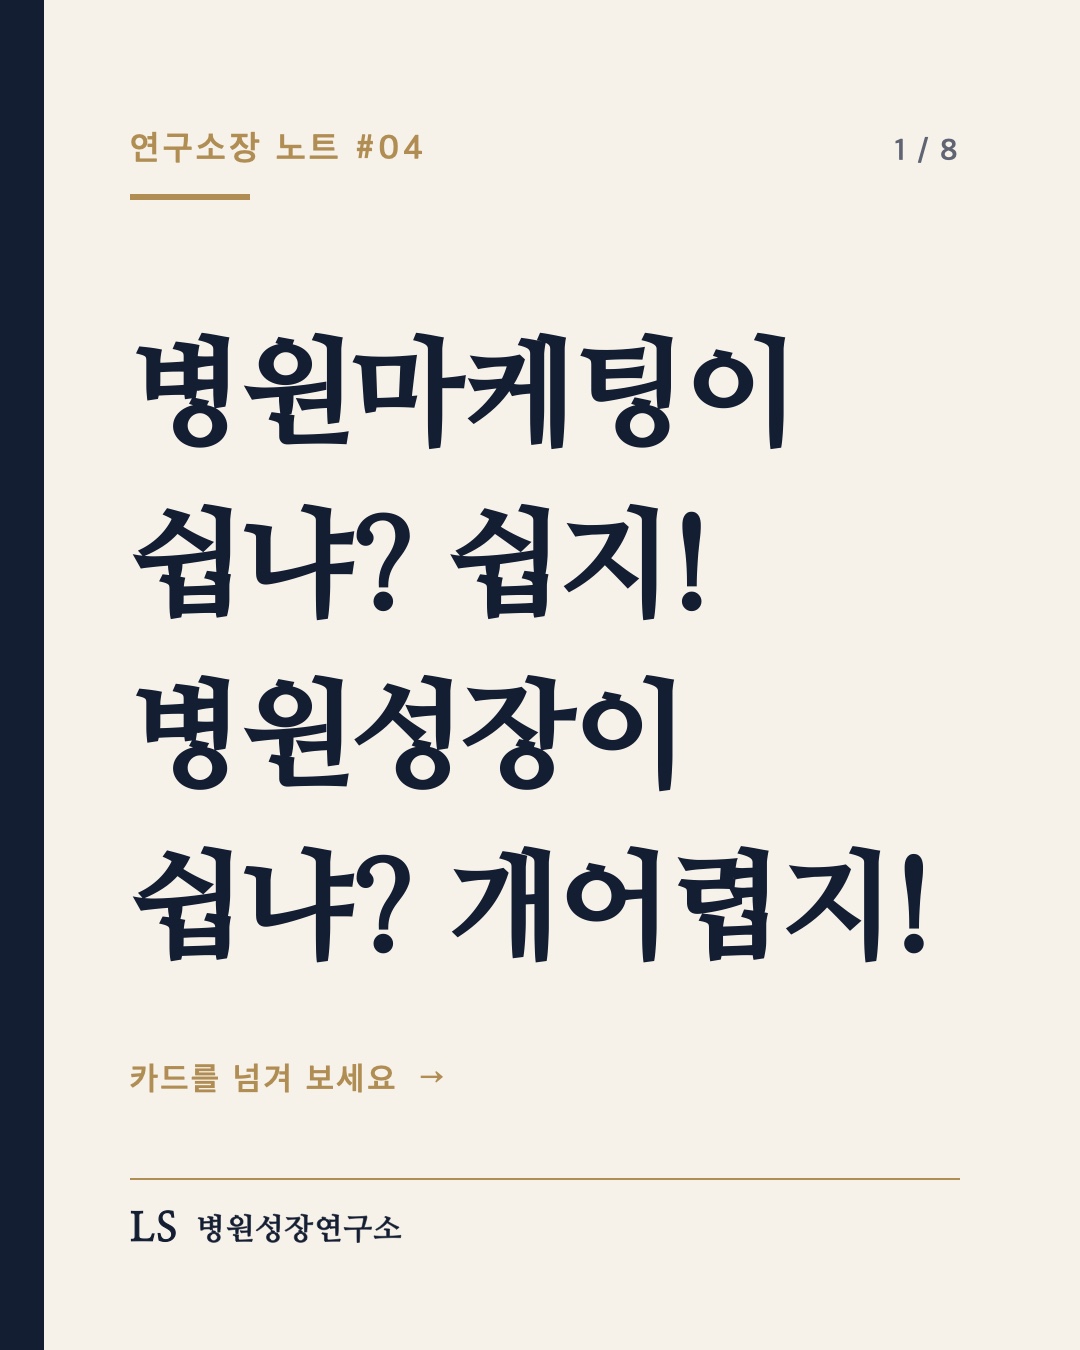 연구소장 노트 #04
1 / 8
병원마케팅이
쉽냐? 쉽지!
병원성장이
쉽냐? 개어렵지!
카드를 넘겨 보세요 →
LS 병원성장연구소